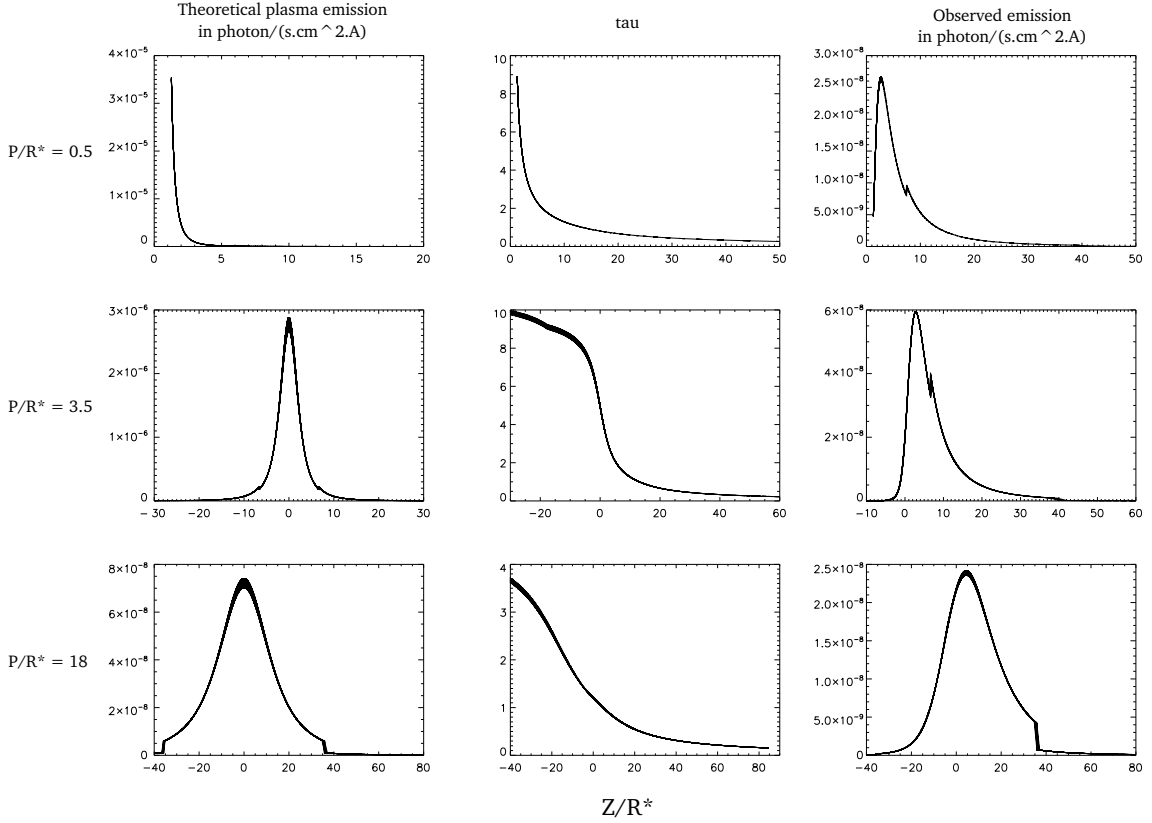 Theoretical plasma emission
in photon/(s.cm^2.A)
tau
Observed emission
in photon/(s.cm^2.A)
P/R* = 0.5
4×10⁻⁵
3×10⁻⁵
2×10⁻⁵
1×10⁻⁵
0
0 5 10 15 20
10
8
6
4
2
0
0 10 20 30 40 50
3.0×10⁻⁸
2.5×10⁻⁸
2.0×10⁻⁸
1.5×10⁻⁸
1.0×10⁻⁸
5.0×10⁻⁹
0
0 10 20 30 40 50 60
P/R* = 3.5
3×10⁻⁶
2×10⁻⁶
1×10⁻⁶
0
−30 −20 −10 0 10 20 30
10
8
6
4
2
0
−20 0 20 40 60
6×10⁻⁸
4×10⁻⁸
2×10⁻⁸
0
−10 0 10 20 30 40 50 60
P/R* = 18
8×10⁻⁸
6×10⁻⁸
4×10⁻⁸
2×10⁻⁸
0
−40 −20 0 20 40 60 80
4
3
2
1
0
−40 −20 0 20 40 60 80
2.5×10⁻⁸
2.0×10⁻⁸
1.5×10⁻⁸
1.0×10⁻⁸
5.0×10⁻⁹
0
−40 −20 0 20 40 60 80
Z/R*